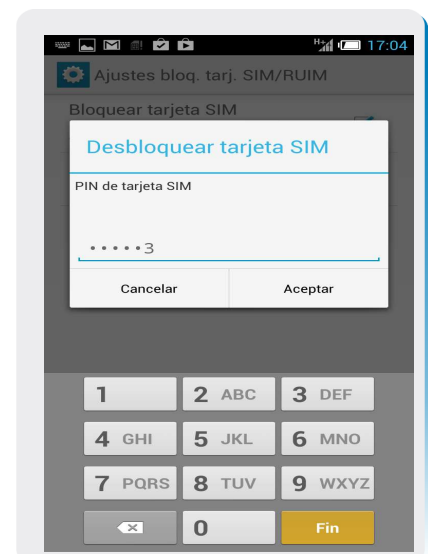 H+ 17:04
Ajustes bloq. tarj. SIM/RUIM
Bloquear tarjeta SIM
Desbloquear tarjeta SIM
PIN de tarjeta SIM
•••••3
Cancelar Aceptar
1 2 ABC 3 DEF
4 GHI 5 JKL 6 MNO
7 PQRS 8 TUV 9 WXYZ
0 Fin